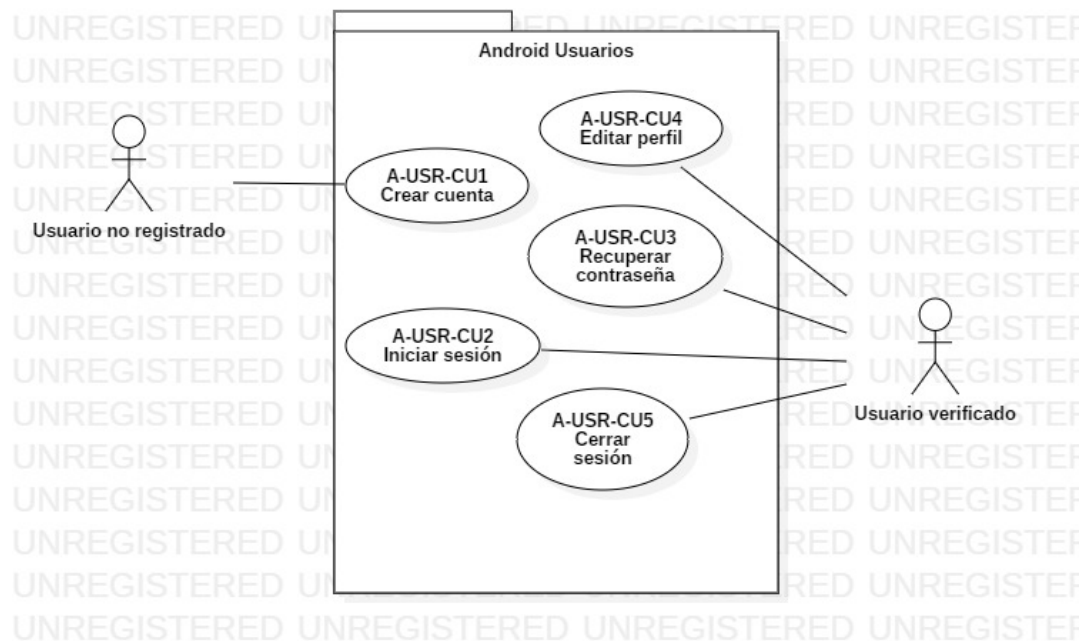 Android Usuarios
A-USR-CU4
Editar perfil
A-USR-CU1
Crear cuenta
Usuario no registrado
A-USR-CU3
Recuperar
contraseña
A-USR-CU2
Iniciar sesión
Usuario verificado
A-USR-CU5
Cerrar
sesión
UNREGISTERED